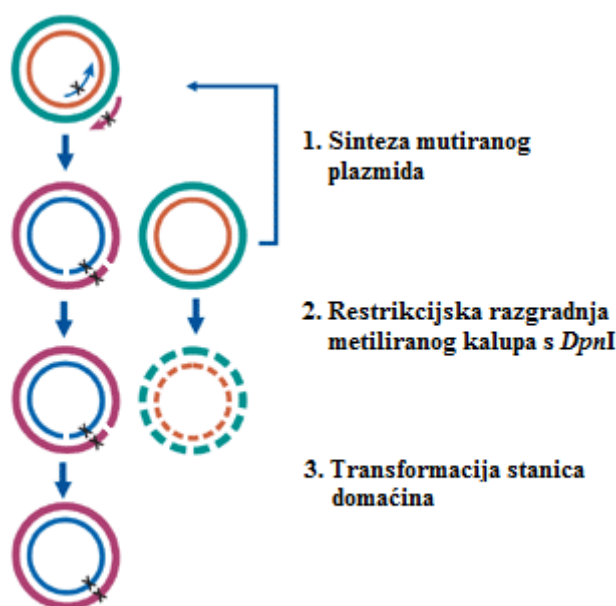 1. Sinteza mutiranog
plazmida
2. Restrikcijska razgradnja
metiliranog kalupa s DpnI
3. Transformacija stanica
domaćina